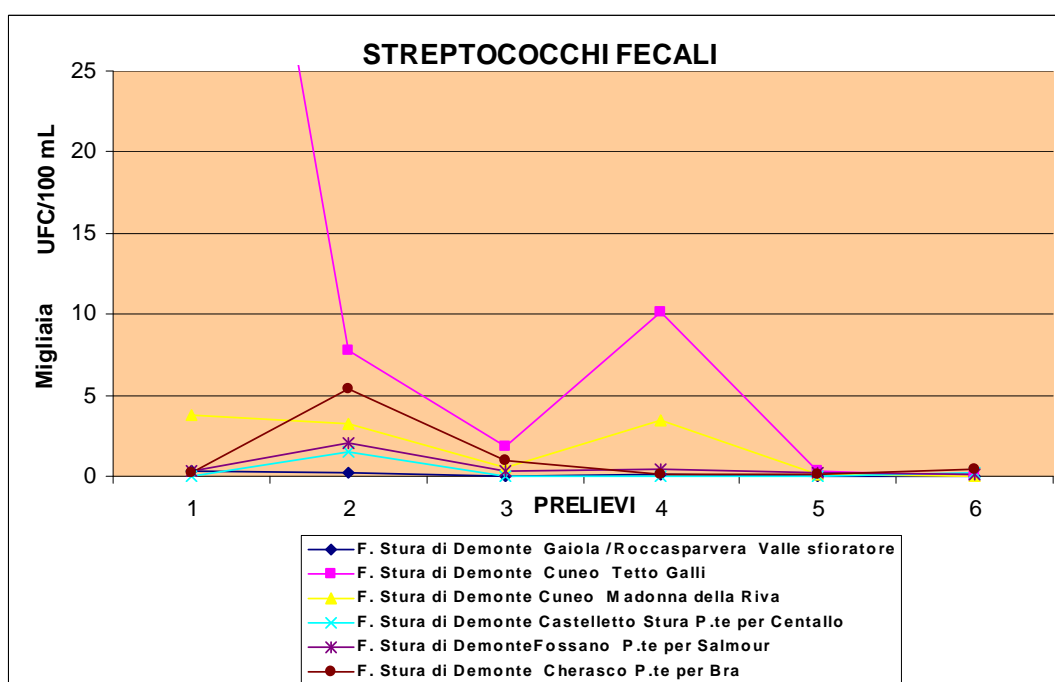 STREPTOCOCCHI FECALI
Migliaia UFC/100 mL
25
20
15
10
5
0
1 2 3 4 5 6
PRELIEVI
F. Stura di Demonte Gaiola /Roccasparvera Valle sfioratore
F. Stura di Demonte Cuneo Tetto Galli
F. Stura di Demonte Cuneo Madonna della Riva
F. Stura di Demonte Castelletto Stura P.te per Centallo
F. Stura di DemonteFossano P.te per Salmour
F. Stura di Demonte Cherasco P.te per Bra